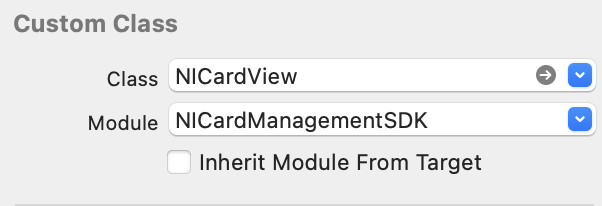 Custom Class
Class NICardView
Module NICardManagementSDK
Inherit Module From Target